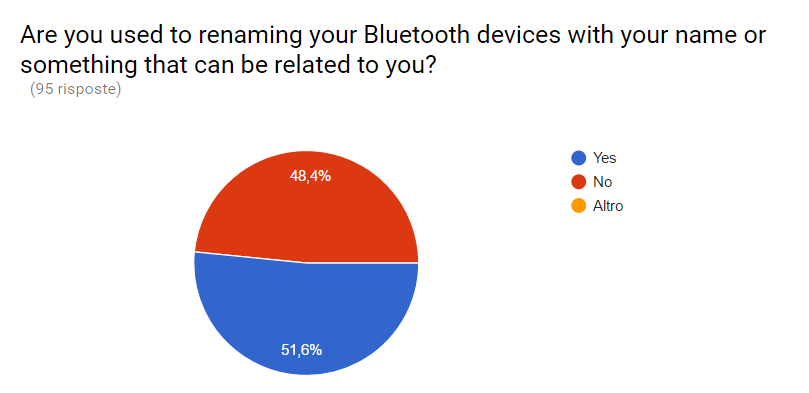 Are you used to renaming your Bluetooth devices with your name or
something that can be related to you?
(95 risposte)
48,4%
51,6%
Yes
No
Altro